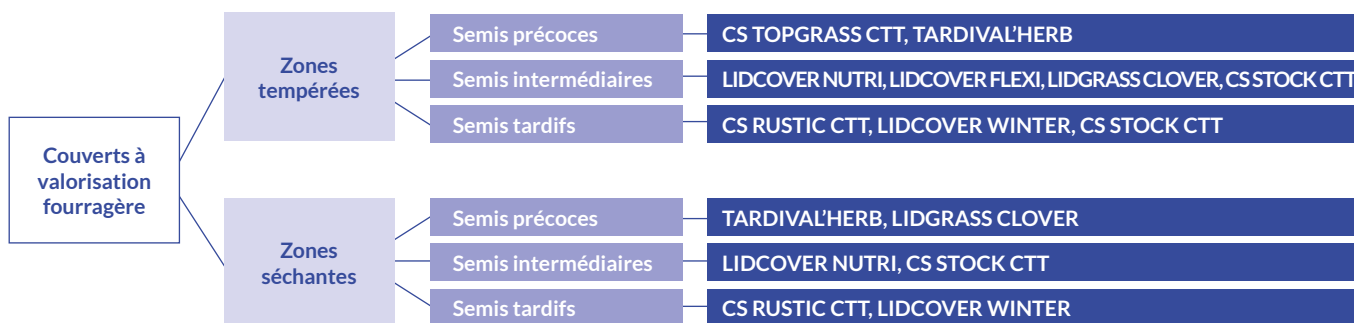 Couverts à
valorisation
fourragère
Zones
tempérées
Semis précoces
CS TOPGRASS CTT, TARDIVAL'HERB
Semis intermédiaires
LIDCOVER NUTRI, LIDCOVER FLEXI, LIDGRASS CLOVER, CS STOCK CTT
Semis tardifs
CS RUSTIC CTT, LIDCOVER WINTER, CS STOCK CTT
Zones
séchantes
Semis précoces
TARDIVAL'HERB, LIDGRASS CLOVER
Semis intermédiaires
LIDCOVER NUTRI, CS STOCK CTT
Semis tardifs
CS RUSTIC CTT, LIDCOVER WINTER